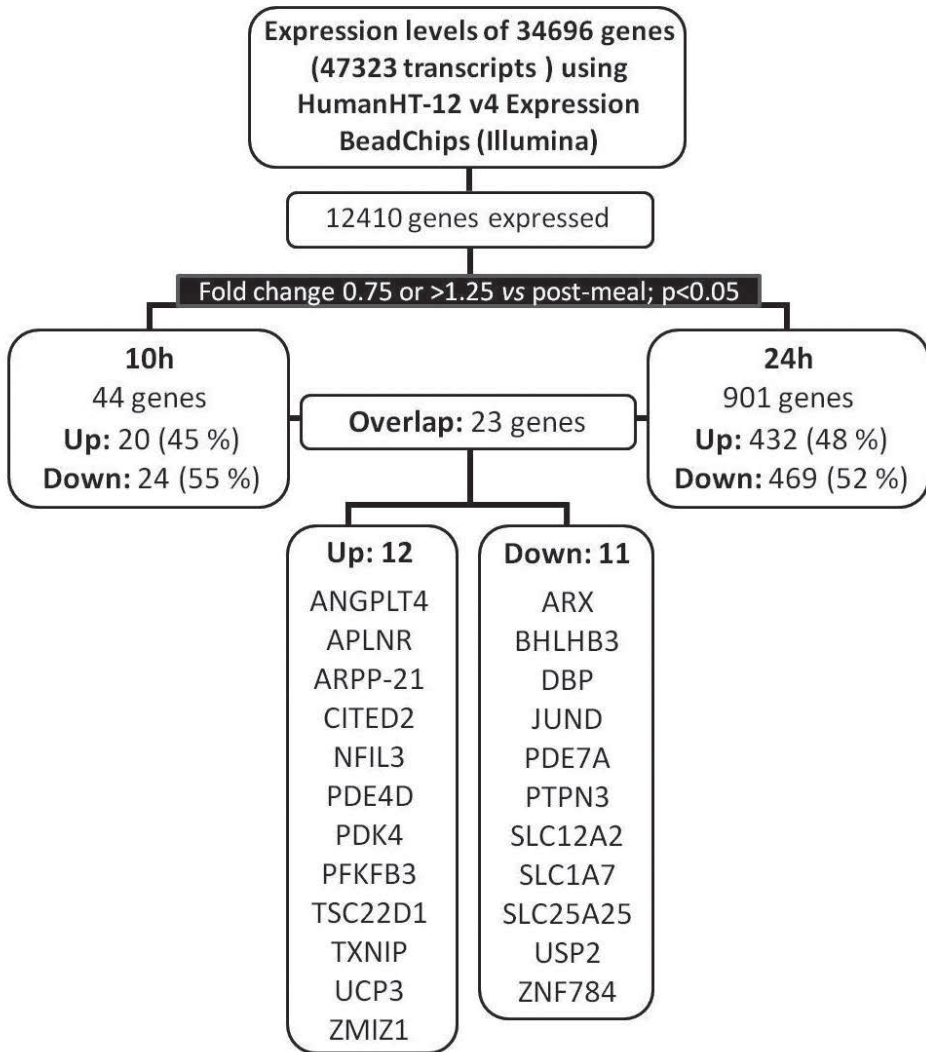 Expression levels of 34696 genes
(47323 transcripts ) using
HumanHT-12 v4 Expression
BeadChips (Illumina)
12410 genes expressed
Fold change 0.75 or >1.25 vs post-meal; p<0.05
10h
44 genes
Up: 20 (45 %)
Down: 24 (55 %)
Overlap: 23 genes
24h
901 genes
Up: 432 (48 %)
Down: 469 (52 %)
Up: 12
ANGPLT4
APLNR
ARPP-21
CITED2
NFIL3
PDE4D
PDK4
PFKFB3
TSC22D1
TXNIP
UCP3
ZMIZ1
Down: 11
ARX
BHLHB3
DBP
JUND
PDE7A
PTPN3
SLC12A2
SLC1A7
SLC25A25
USP2
ZNF784